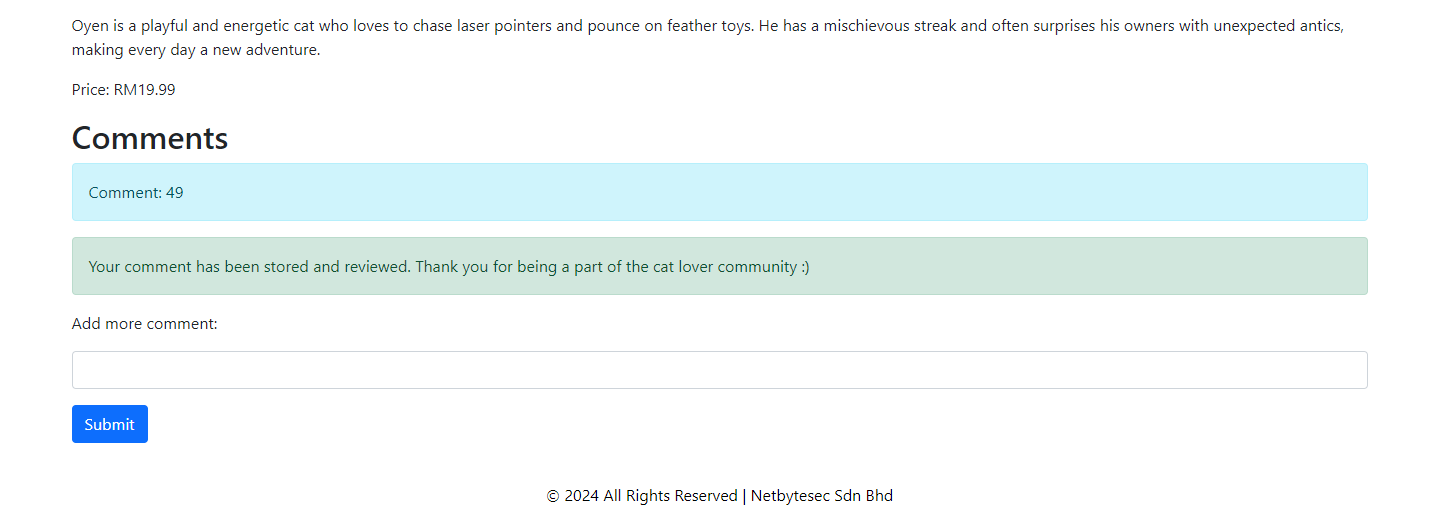 Oyen is a playful and energetic cat who loves to chase laser pointers and pounce on feather toys. He has a mischievous streak and often surprises his owners with unexpected antics,
making every day a new adventure.
Price: RM19.99
Comments
Comment: 49
Your comment has been stored and reviewed. Thank you for being a part of the cat lover community :)
Add more comment:
Submit
© 2024 All Rights Reserved | Netbytesec Sdn Bhd